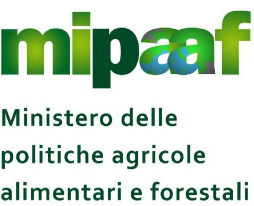 mipaaf
Ministero delle
politiche agricole
alimentari e forestali